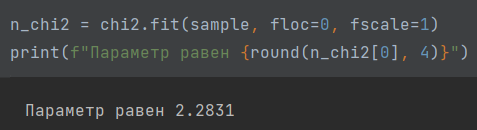 n_chi2 = chi2.fit(sample, floc=0, fscale=1)
print(f"Параметр равен {round(n_chi2[0], 4)}")
Параметр равен 2.2831